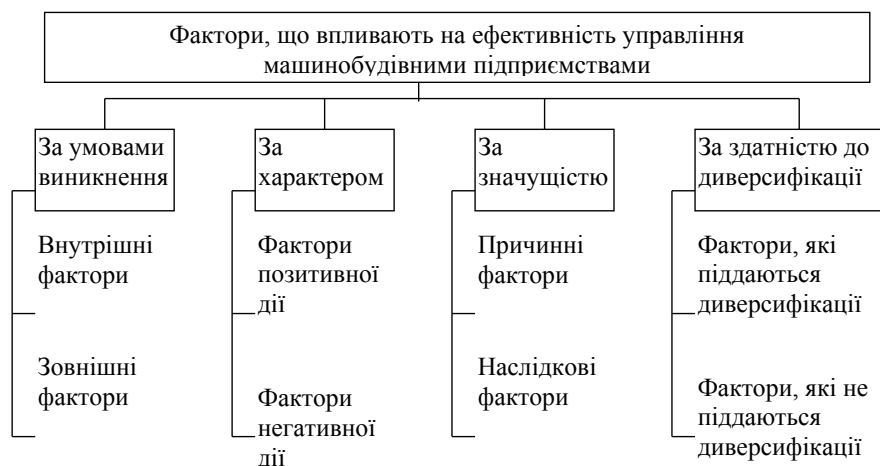 Фактори, що впливають на ефективність управління
машинобудівними підприємствами
За умовами
виникнення
Внутрішні
фактори
Зовнішні
фактори
За
характером
Фактори
позитивної
дії
Фактори
негативної
дії
За
значущістю
Причинні
фактори
Наслідкові
фактори
За здатністю до
диверсифікації
Фактори, які
піддаються
диверсифікації
Фактори, які не
піддаються
диверсифікації